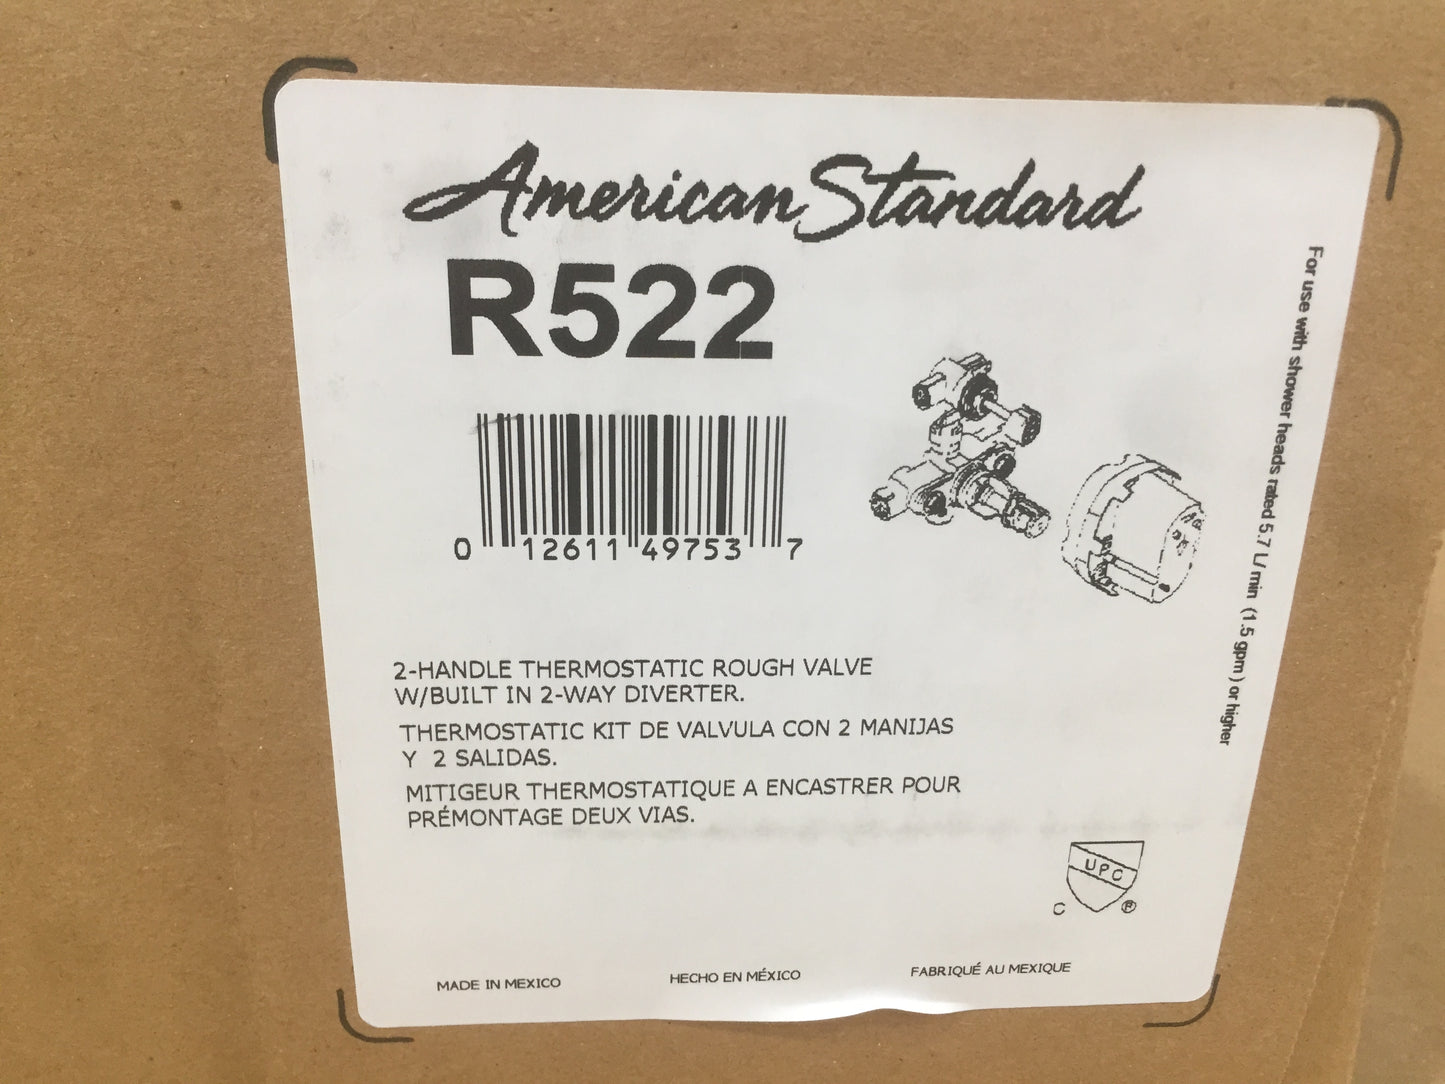 American Standard
R522
0 12611 49753 7
2-HANDLE THERMOSTATIC ROUGH VALVE
W/BUILT IN 2-WAY DIVERTER.
THERMOSTATIC KIT DE VALVULA CON 2 MANIJAS
Y 2 SALIDAS.
MITIGEUR THERMOSTATIQUE A ENCASTRER POUR
PRÉMONTAGE DEUX VIAS.
For use with shower heads rated 5.7 L/ min (1.5 gpm ) or higher
UPC
C ®
MADE IN MEXICO
HECHO EN MÉXICO
FABRIQUÉ AU MEXIQUE